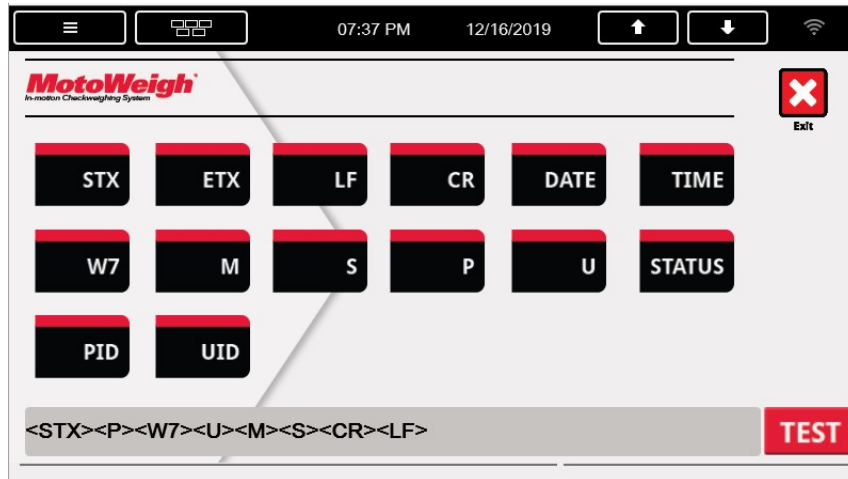 07:37 PM 12/16/2019
MotoWeigh
In-motion Checkweighing System
Exit
STX ETX LF CR DATE TIME
W7 M S P U STATUS
PID UID
<STX><P><W7><U><M><S><CR><LF> TEST